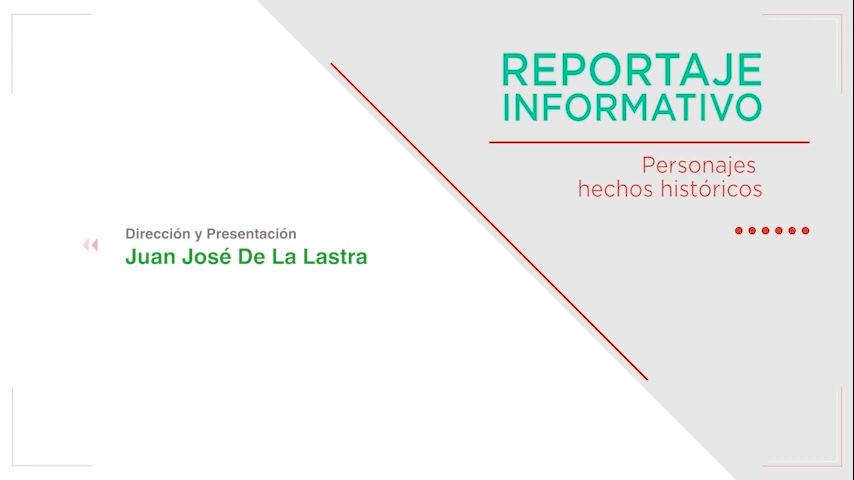 REPORTAJE
INFORMATIVO
Personajes
hechos históricos
Dirección y Presentación
Juan José De La Lastra